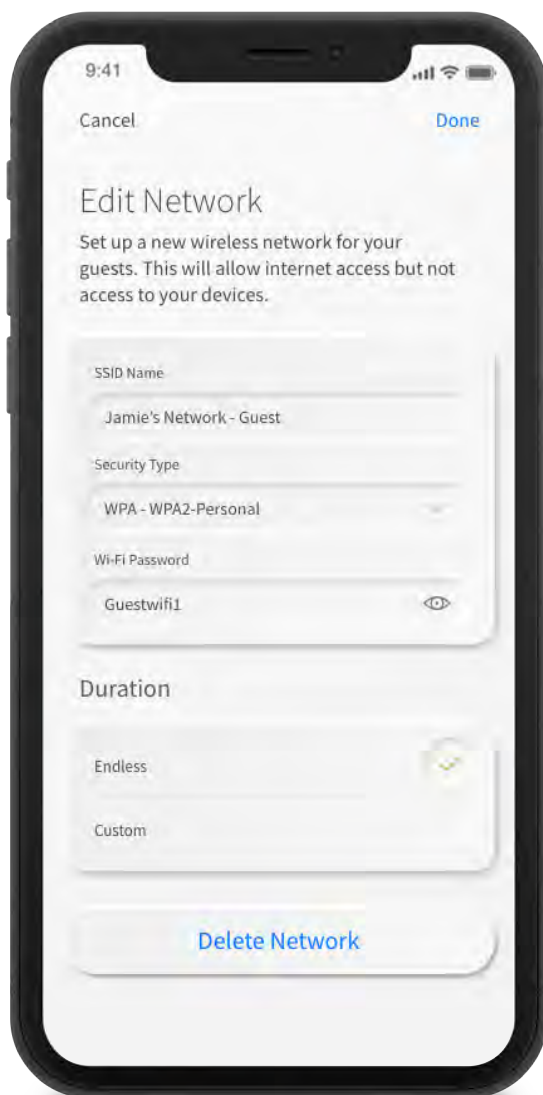 9:41
Cancel Done
Edit Network
Set up a new wireless network for your
guests. This will allow internet access but not
access to your devices.
SSID Name
Jamie's Network - Guest
Security Type
WPA - WPA2-Personal
Wi-Fi Password
Guestwifi1
Duration
Endless
Custom
Delete Network